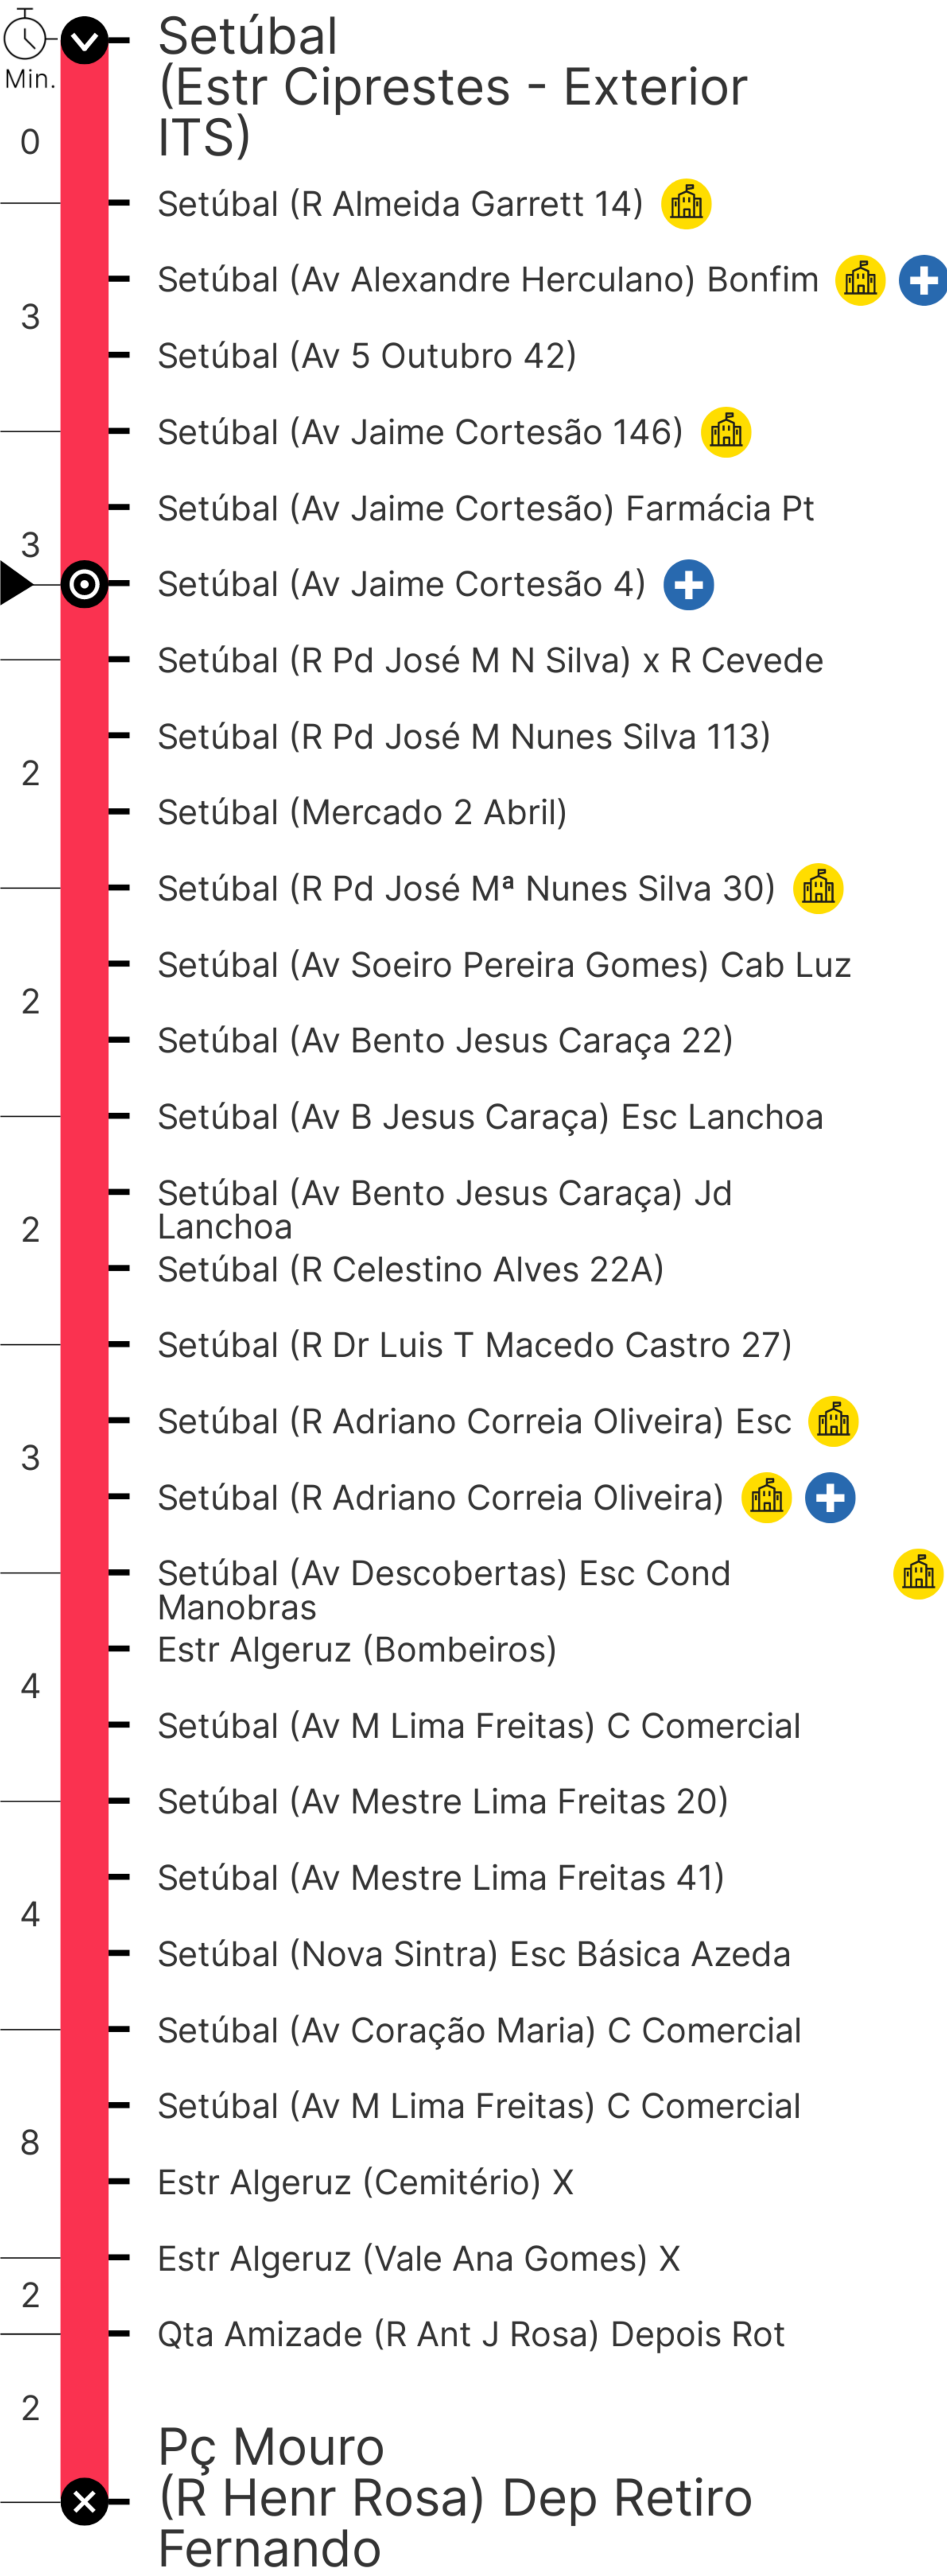 Setúbal
(Estr Ciprestes - Exterior
ITS)
Min.
0
Setúbal (R Almeida Garrett 14)
Setúbal (Av Alexandre Herculano) Bonfim
3
Setúbal (Av 5 Outubro 42)
Setúbal (Av Jaime Cortesão 146)
Setúbal (Av Jaime Cortesão) Farmácia Pt
3
Setúbal (Av Jaime Cortesão 4)
Setúbal (R Pd José M N Silva) x R Cevede
Setúbal (R Pd José M Nunes Silva 113)
2
Setúbal (Mercado 2 Abril)
Setúbal (R Pd José Mª Nunes Silva 30)
Setúbal (Av Soeiro Pereira Gomes) Cab Luz
2
Setúbal (Av Bento Jesus Caraça 22)
Setúbal (Av B Jesus Caraça) Esc Lanchoa
Setúbal (Av Bento Jesus Caraça) Jd
Lanchoa
2
Setúbal (R Celestino Alves 22A)
Setúbal (R Dr Luis T Macedo Castro 27)
Setúbal (R Adriano Correia Oliveira) Esc
3
Setúbal (R Adriano Correia Oliveira)
Setúbal (Av Descobertas) Esc Cond
Manobras
Estr Algeruz (Bombeiros)
4
Setúbal (Av M Lima Freitas) C Comercial
Setúbal (Av Mestre Lima Freitas 20)
Setúbal (Av Mestre Lima Freitas 41)
4
Setúbal (Nova Sintra) Esc Básica Azeda
Setúbal (Av Coração Maria) C Comercial
Setúbal (Av M Lima Freitas) C Comercial
8
Estr Algeruz (Cemitério) X
Estr Algeruz (Vale Ana Gomes) X
2
Qta Amizade (R Ant J Rosa) Depois Rot
2
Pç Mouro
(R Henr Rosa) Dep Retiro
Fernando